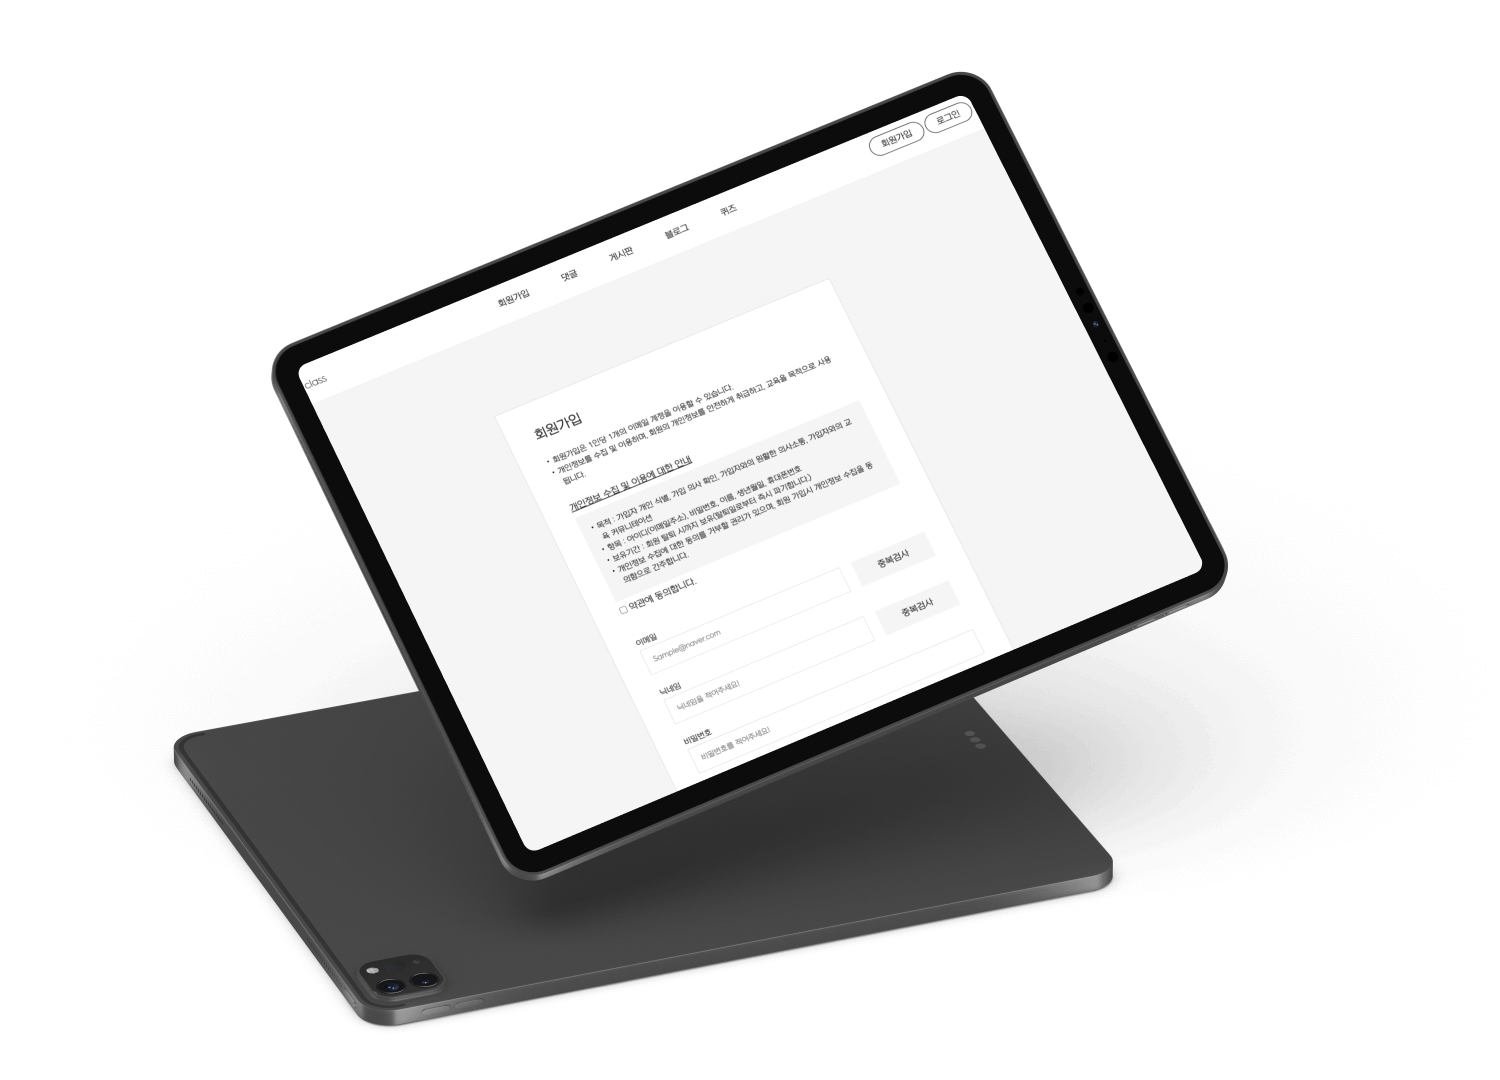 class
회원가입
댓글
게시판
블로그
퀴즈
회원가입
로그인
회원가입
• 회원가입은 1인당 1개의 이메일 계정을 이용할 수 있습니다.
• 개인정보를 수집 및 이용하며, 회원의 개인정보를 안전하게 취급하고, 교육용 목적으로 사용
됩니다.
개인정보 수집 및 이용에 대한 안내
• 목적 : 가입자 개인 식별, 가입 의사 확인, 가입자와의 원활한 의사소통, 가입자와의 교
육 커뮤니테이션
• 항목 : 아이디(이메일주소), 비밀번호, 이름, 생년월일, 휴대폰번호
• 보유기간 : 회원 탈퇴 시까지 보유(탈퇴일로부터 즉시 파기합니다.)
• 개인정보 수집에 대한 동의를 거부할 권리가 있으며, 회원 가입시 개인정보 수집을 동
의함으로 간주합니다.
약관에 동의합니다.
이메일
Sample@naver.com
중복검사
닉네임
닉네임을 적어주세요!
중복검사
비밀번호
비밀번호를 적어주세요!